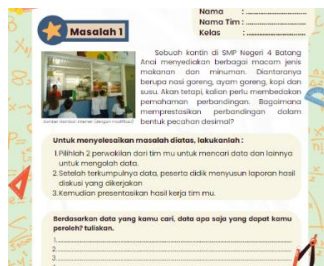 Nama : ........................
Nama Tim : ........................
Kelas : ........................
Masalah 1
Sebuah kantin di SMP Negeri 4 Batang
Anai menyediakan berbagai macam jenis
makanan dan minuman. Diantaranya
berupa nasi goreng, ayam goreng, kopi dan
susu. Akan tetapi, kalian perlu membedakan
pemahaman perbandingan. Bagaimana
memprestasikan perbandingan dalam
bentuk pecahan desimal?
Untuk menyelesaikan masalah diatas, lakukanlah :
1. Pilihlah 2 perwakilan dari tim mu untuk mencari data dan lainnya
untuk mengolah data.
2. Setelah terkumpulnya data, peserta didik menyusun laporan hasil
diskusi yang dikerjakan
3. Kemudian presentasikan hasil kerja tim mu.
Berdasarkan data yang kamu cari, data apa saja yang dapat kamu
peroleh? tuliskan.
1. ........................
2. ........................
3. ........................